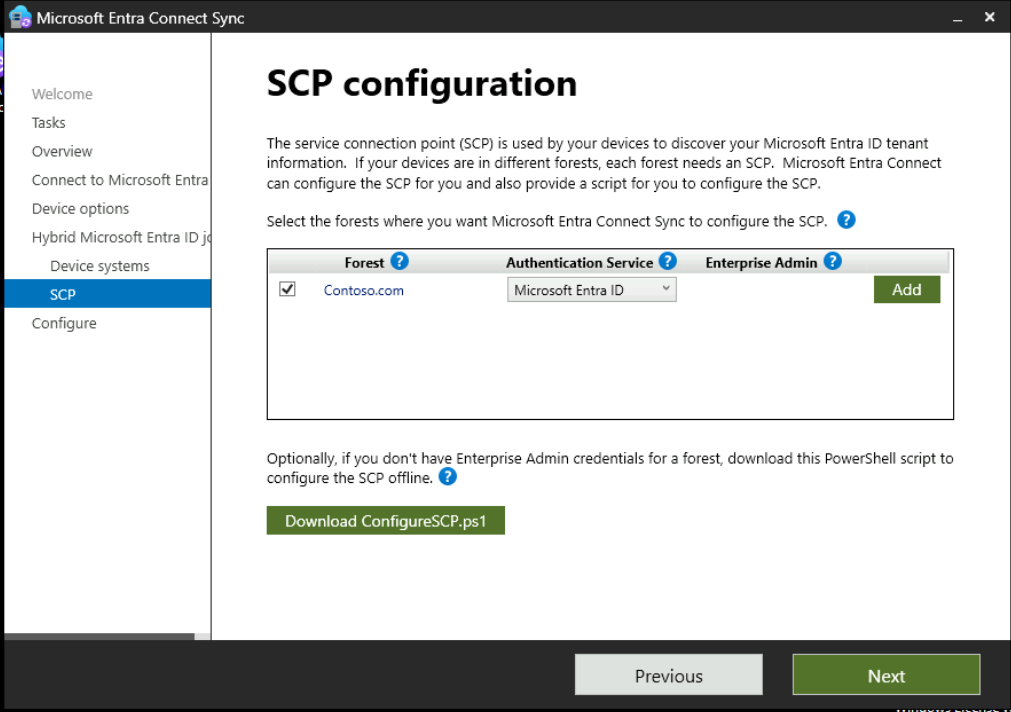 Microsoft Entra Connect Sync
Welcome
Tasks
Overview
Connect to Microsoft Entra
Device options
Hybrid Microsoft Entra ID jo
Device systems
SCP
Configure
SCP configuration
The service connection point (SCP) is used by your devices to discover your Microsoft Entra ID tenant
information. If your devices are in different forests, each forest needs an SCP. Microsoft Entra Connect
can configure the SCP for you and also provide a script for you to configure the SCP.
Select the forests where you want Microsoft Entra Connect Sync to configure the SCP. ?
Forest ? Authentication Service ? Enterprise Admin ?
Contoso.com Microsoft Entra ID Add
Optionally, if you don't have Enterprise Admin credentials for a forest, download this PowerShell script to
configure the SCP offline. ?
Download ConfigureSCP.ps1
Previous Next